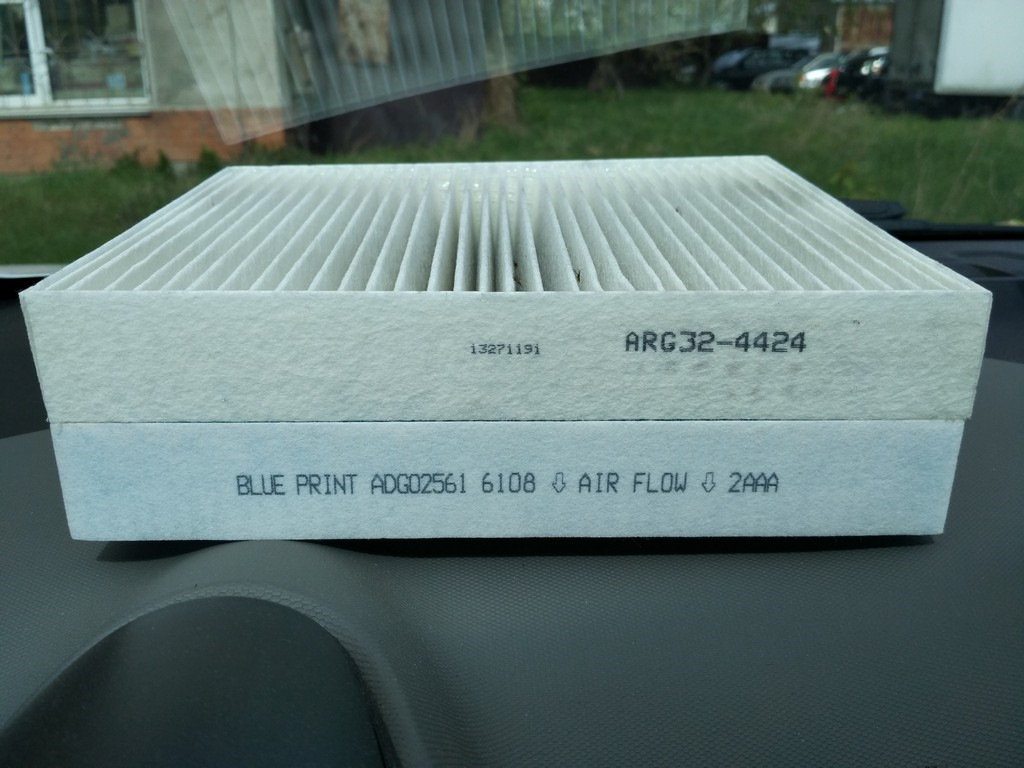 13271191 ARG32-4424
BLUE PRINT ADG02561 6108 ⇩ AIR FLOW ⇩ 2AAA